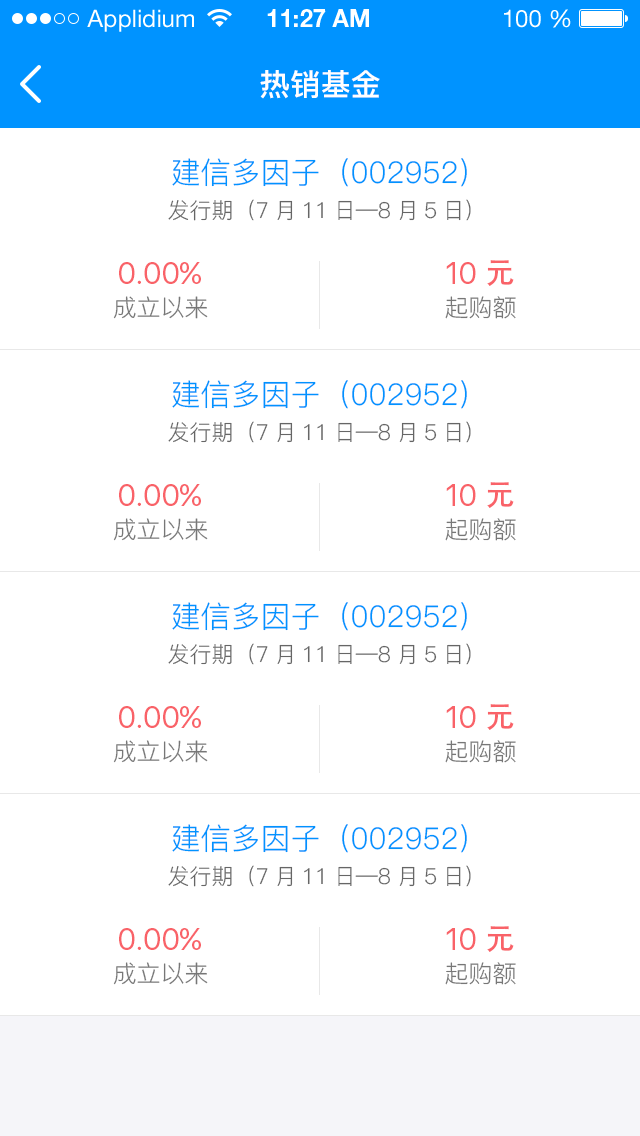 Applidium 11:27 AM 100 %
热销基金
建信多因子（002952）
发行期（7 月 11 日—8 月 5 日）
0.00% 10 元
成立以来 起购额
建信多因子（002952）
发行期（7 月 11 日—8 月 5 日）
0.00% 10 元
成立以来 起购额
建信多因子（002952）
发行期（7 月 11 日—8 月 5 日）
0.00% 10 元
成立以来 起购额
建信多因子（002952）
发行期（7 月 11 日—8 月 5 日）
0.00% 10 元
成立以来 起购额